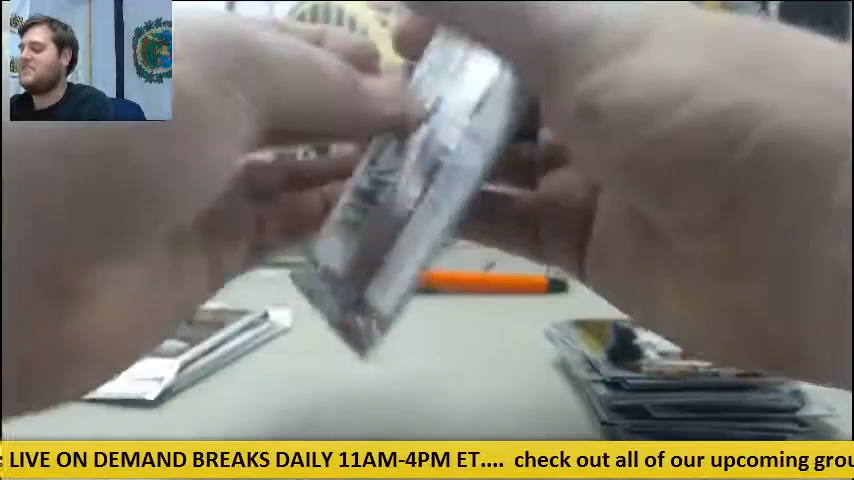 : LIVE ON DEMAND BREAKS DAILY 11AM-4PM ET.... check out all of our upcoming grou